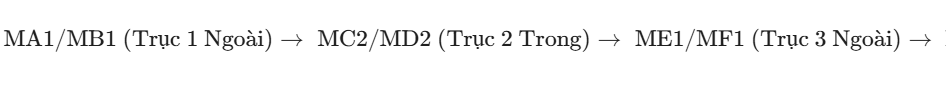 MA1/MB1 (Trục 1 Ngoài) → MC2/MD2 (Trục 2 Trong) → ME1/MF1 (Trục 3 Ngoài) →